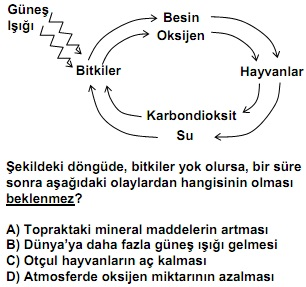 Güneş
Işığı
Besin
Oksijen
Bitkiler
Hayvanlar
Karbondioksit
Su
Şekildeki döngüde, bitkiler yok olursa, bir süre
sonra aşağıdaki olaylardan hangisinin olması
beklenmez?
A) Topraktaki mineral maddelerin artması
B) Dünya'ya daha fazla güneş ışığı gelmesi
C) Otçul hayvanların aç kalması
D) Atmosferde oksijen miktarının azalması